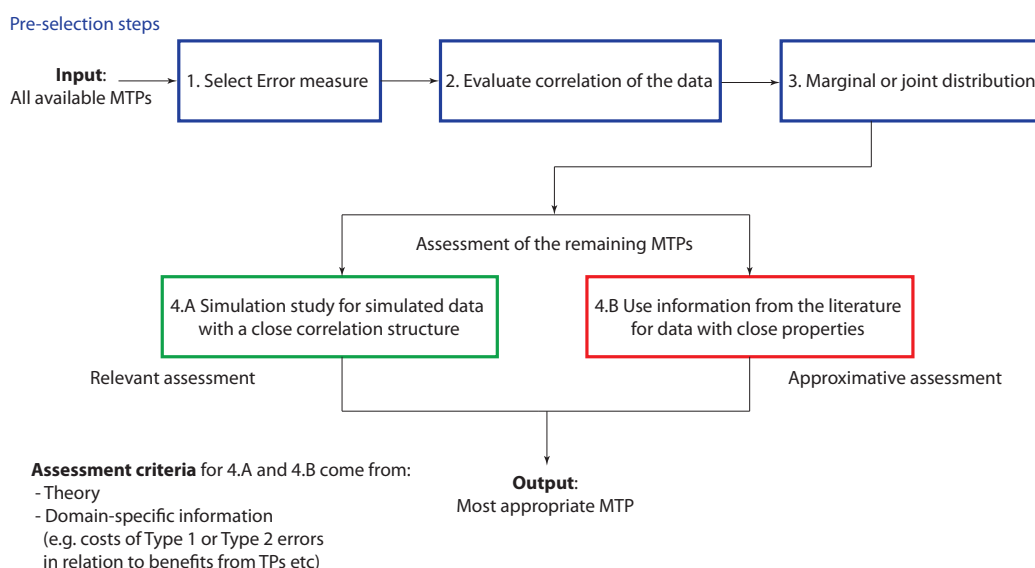 Pre-selection steps
Input:
All available MTPs
1. Select Error measure
2. Evaluate correlation of the data
3. Marginal or joint distribution
Assessment of the remaining MTPs
4.A Simulation study for simulated data
with a close correlation structure
4.B Use information from the literature
for data with close properties
Relevant assessment
Approximative assessment
Assessment criteria for 4.A and 4.B come from:
- Theory
- Domain-specific information
(e.g. costs of Type 1 or Type 2 errors
in relation to benefits from TPs etc)
Output:
Most appropriate MTP